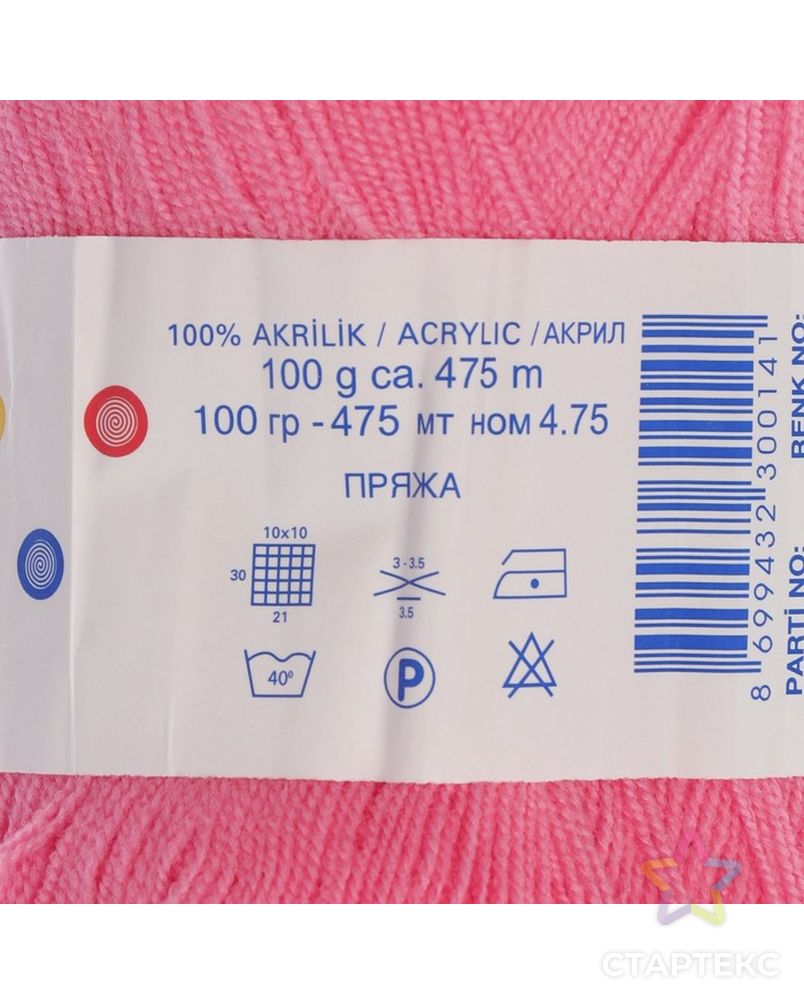 100% AKRİLİK / ACRYLIC / АКРИЛ
100 g ca. 475 m
100 гр - 475 мт ном 4.75
ПРЯЖА
10x10
30
21
3 - 3.5
3.5
40°
P
8 699432 300141
RENK NO:
PARTİ NO:
СТАРТЕКС